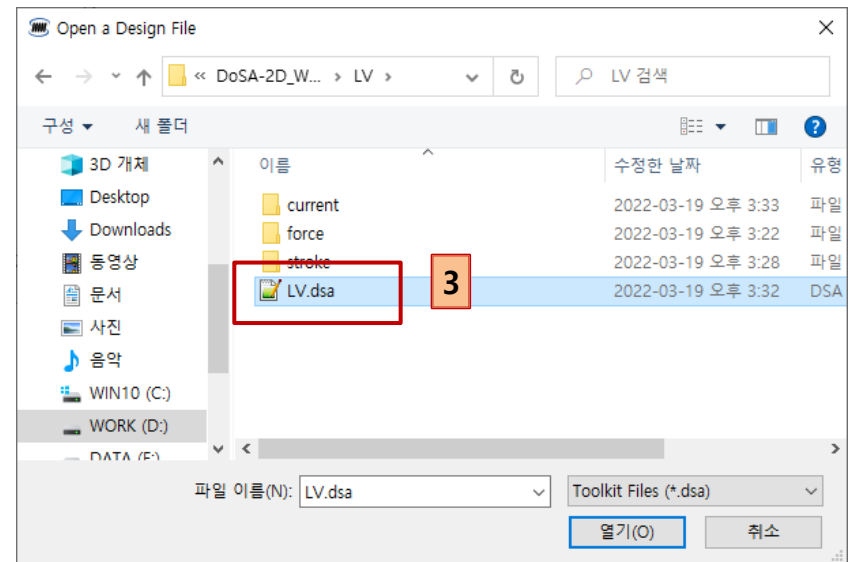 Open a Design File
« DoSA-2D_W... › LV ›
LV 검색
구성 새 폴더
이름 수정한 날짜 유형
3D 개체
Desktop
Downloads
동영상
문서
사진
음악
WIN10 (C:)
WORK (D:)
current 2022-03-19 오후 3:33 파일
force 2022-03-19 오후 3:22 파일
stroke 2022-03-19 오후 3:28 파일
LV.dsa 2022-03-19 오후 3:32 DSA
3
파일 이름(N): LV.dsa
Toolkit Files (*.dsa)
열기(O) 취소